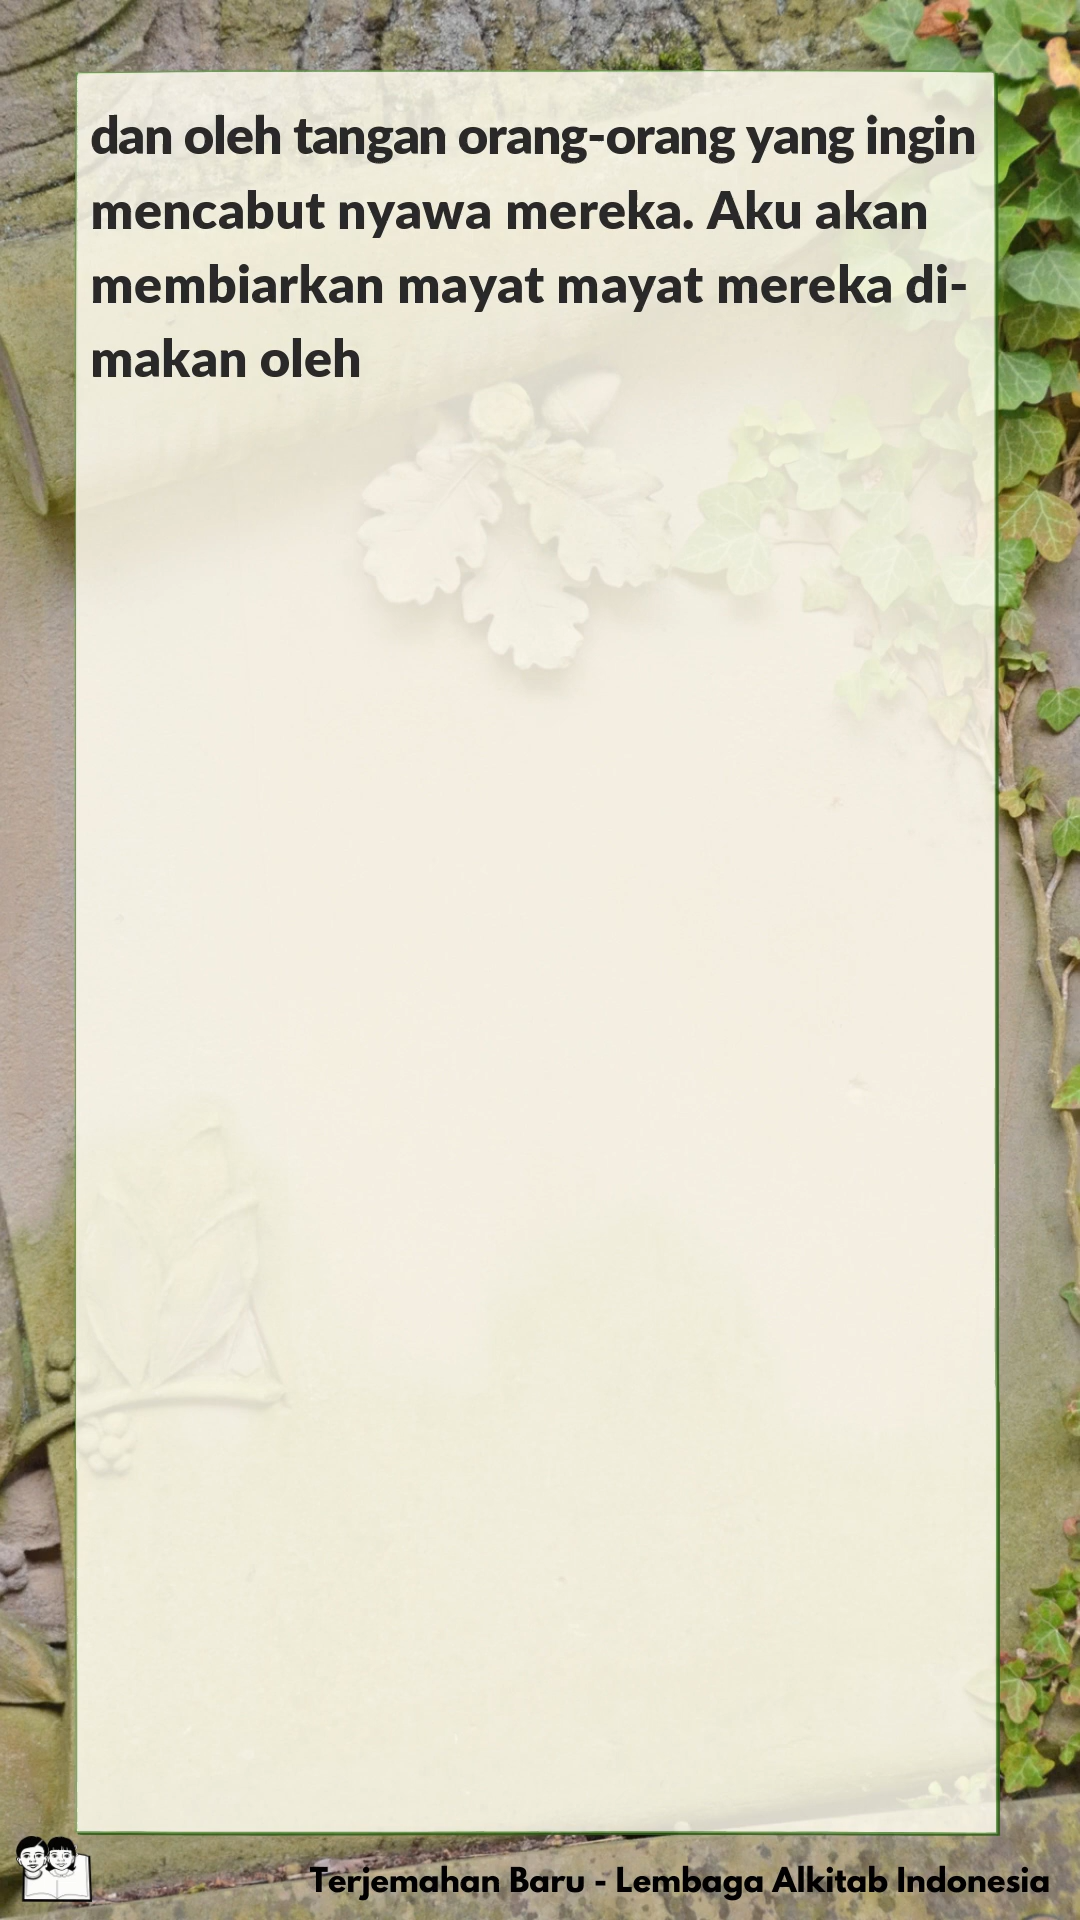 dan oleh tangan orang-orang yang ingin
mencabut nyawa mereka. Aku akan
membiarkan mayat mayat mereka di-
makan oleh
Terjemahan Baru - Lembaga Alkitab Indonesia